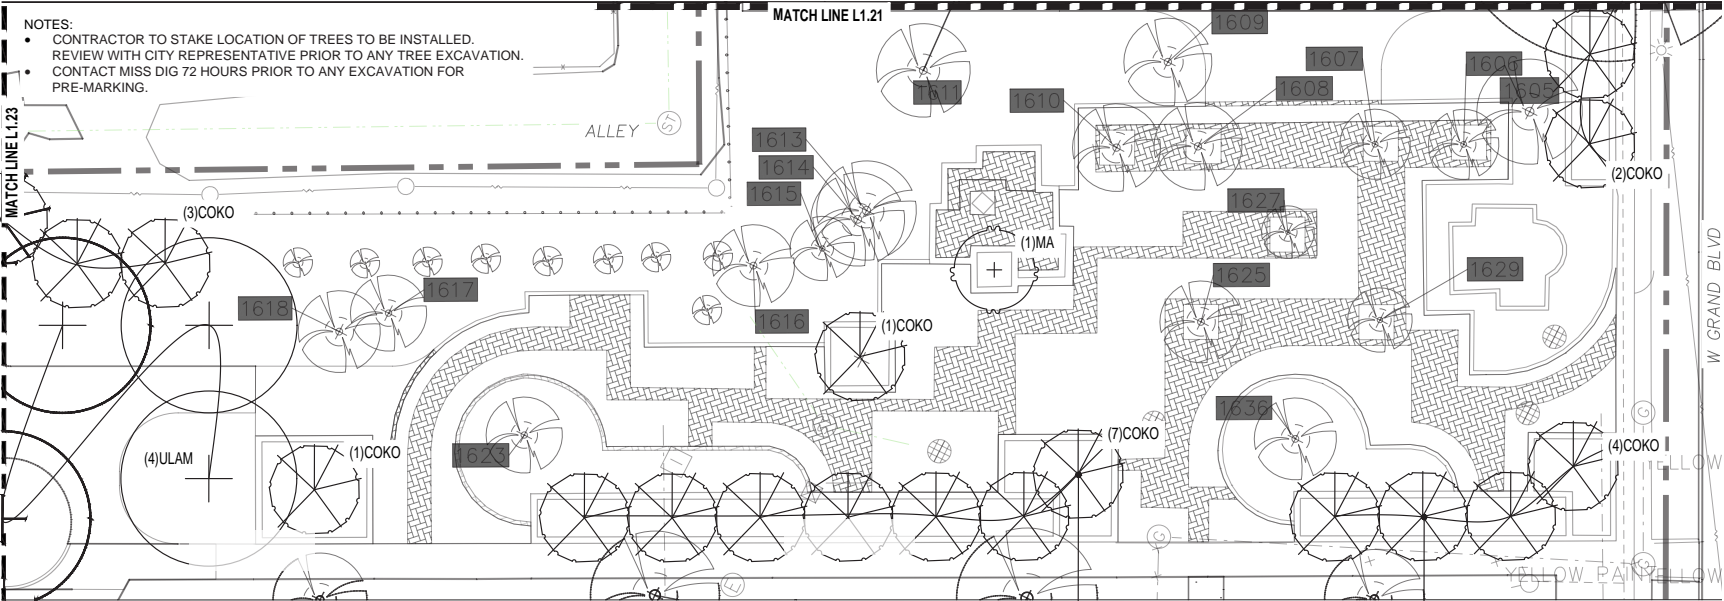 NOTES:
• CONTRACTOR TO STAKE LOCATION OF TREES TO BE INSTALLED.
REVIEW WITH CITY REPRESENTATIVE PRIOR TO ANY TREE EXCAVATION.
• CONTACT MISS DIG 72 HOURS PRIOR TO ANY EXCAVATION FOR
PRE-MARKING.
MATCH LINE L1.21
MATCH LINE L1.23
ALLEY
ST
1609
1611
1607
1606
1608
1605
1610
1613
1614
1615
(2)COKO
(3)COKO
1627
(1)MA
W GRAND BLVD
1625
1629
1617
1618
1616
(1)COKO
1636
1623
(7)COKO
(4)COKO
(4)ULAM
(1)COKO
G
YELLOW
G
G
E
YELLOW_PAINT
YELLOW